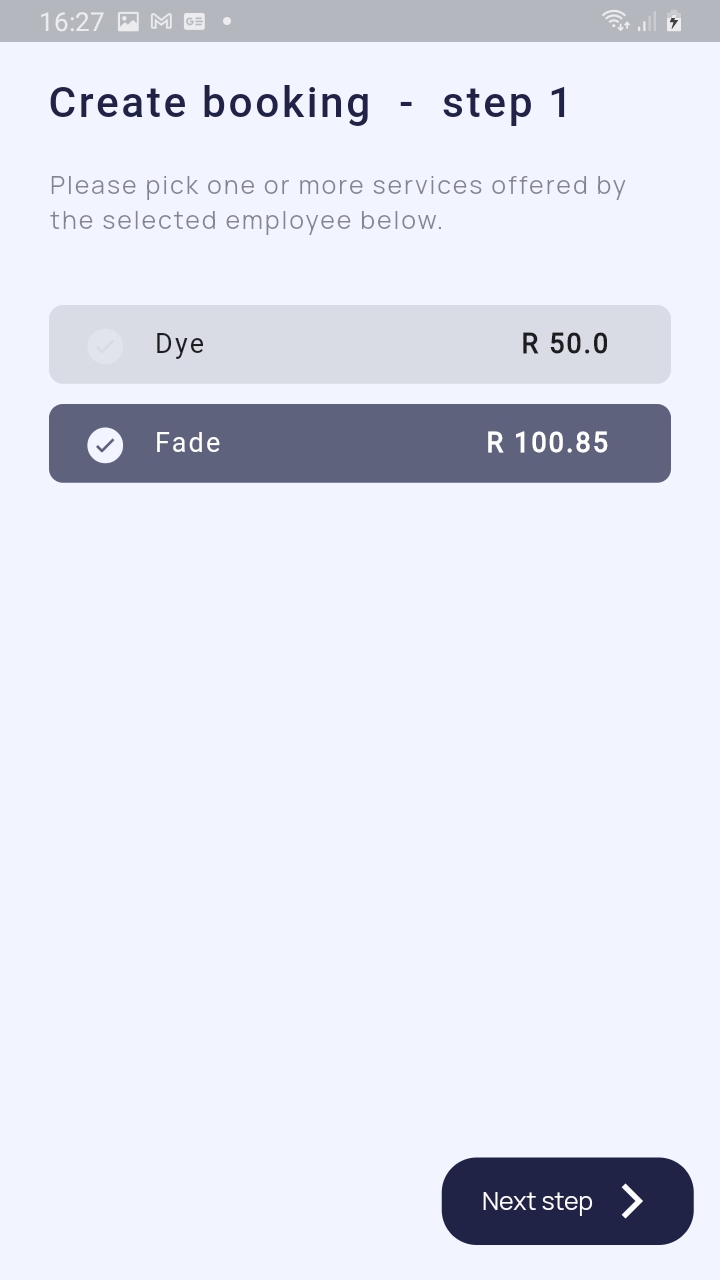 16:27
Create booking - step 1
Please pick one or more services offered by
the selected employee below.
Dye R 50.0
Fade R 100.85
Next step